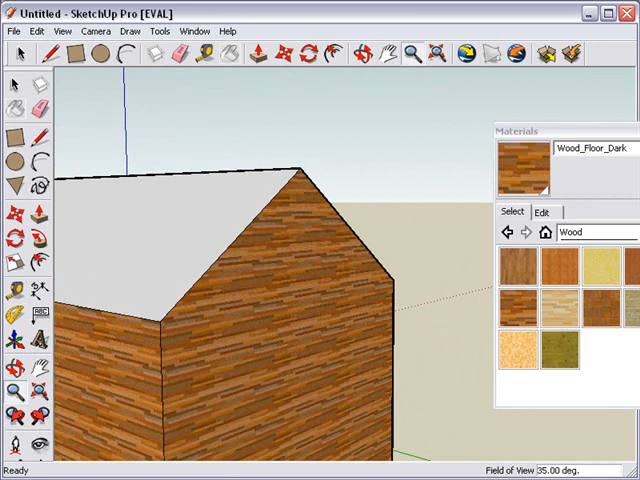 Untitled - SketchUp Pro [EVAL]
File Edit View Camera Draw Tools Window Help
Materials
Wood_Floor_Dark
Select Edit
Wood
ABC
Ready
Field of View 35.00 deg.